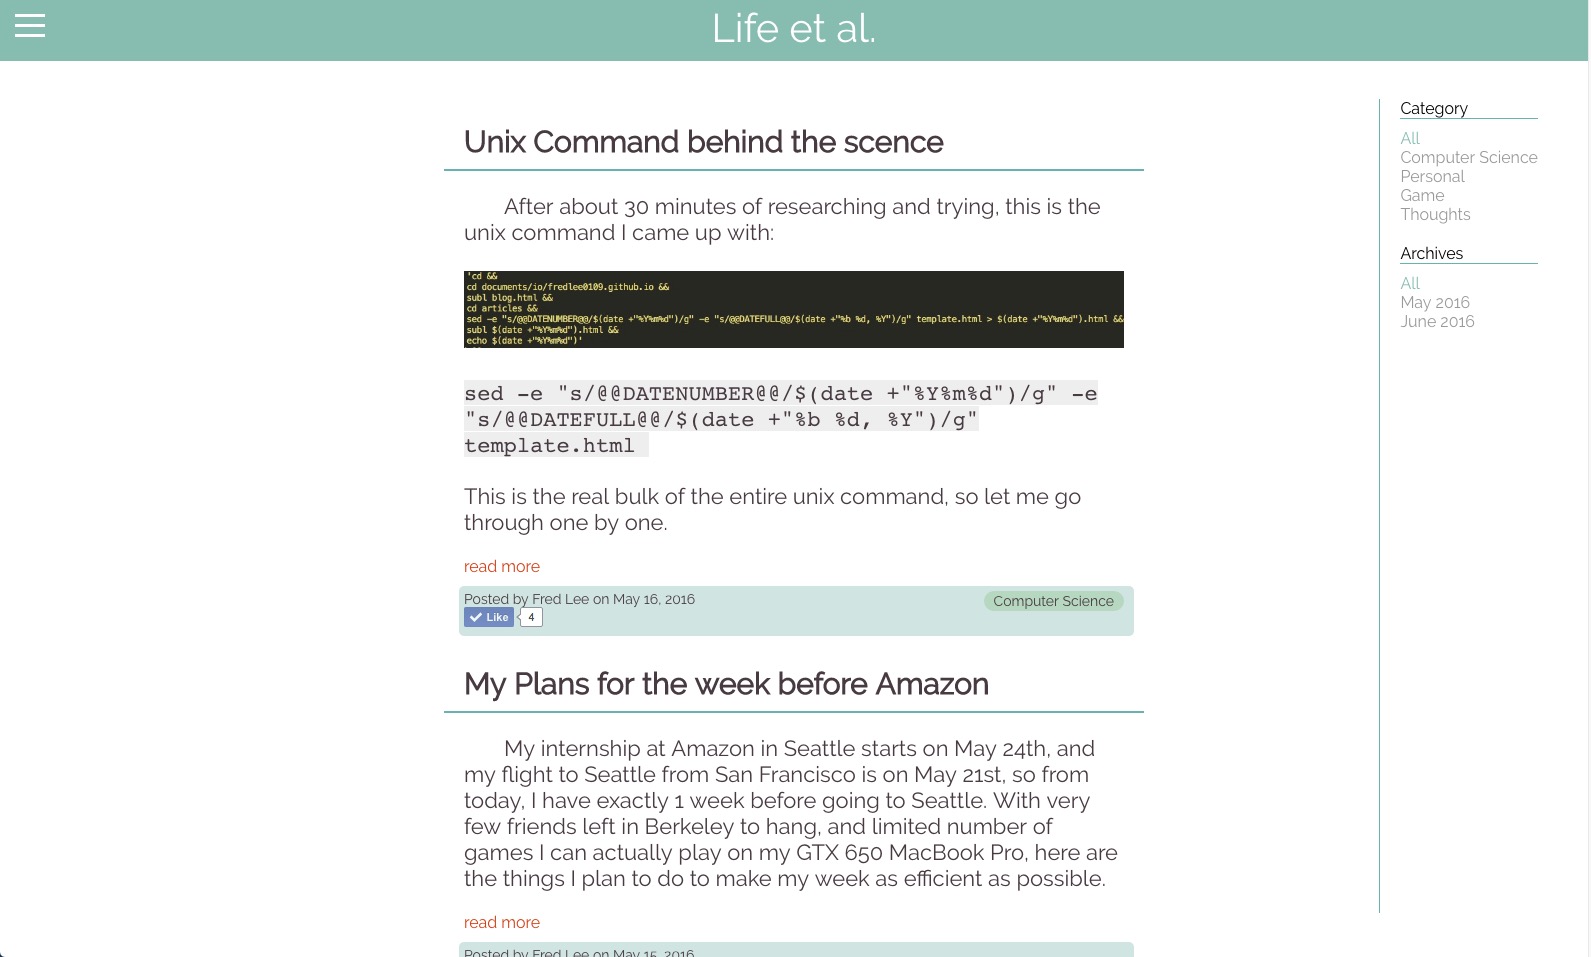 Life et al.
Unix Command behind the scence
After about 30 minutes of researching and trying, this is the
unix command I came up with:
'cd &&
cd documents/io/fredlee0109.github.io &&
subl blog.html &&
cd articles &&
sed -e "s/@@DATENUMBER@@/$(date +"%Y%m%d")/g" -e "s/@@DATEFULL@@/$(date +"%b %d, %Y")/g" template.html > $(date +"%Y%m%d").html &&
subl $(date +"%Y%m%d").html &&
echo $(date +"%Y%m%d")'
sed -e "s/@@DATENUMBER@@/$(date +"%Y%m%d")/g" -e
"s/@@DATEFULL@@/$(date +"%b %d, %Y")/g"
template.html
This is the real bulk of the entire unix command, so let me go
through one by one.
read more
Posted by Fred Lee on May 16, 2016
Computer Science
Like 4
My Plans for the week before Amazon
My internship at Amazon in Seattle starts on May 24th, and
my flight to Seattle from San Francisco is on May 21st, so from
today, I have exactly 1 week before going to Seattle. With very
few friends left in Berkeley to hang, and limited number of
games I can actually play on my GTX 650 MacBook Pro, here are
the things I plan to do to make my week as efficient as possible.
read more
Posted by Fred Lee on May 15, 2016
Category
All
Computer Science
Personal
Game
Thoughts
Archives
All
May 2016
June 2016